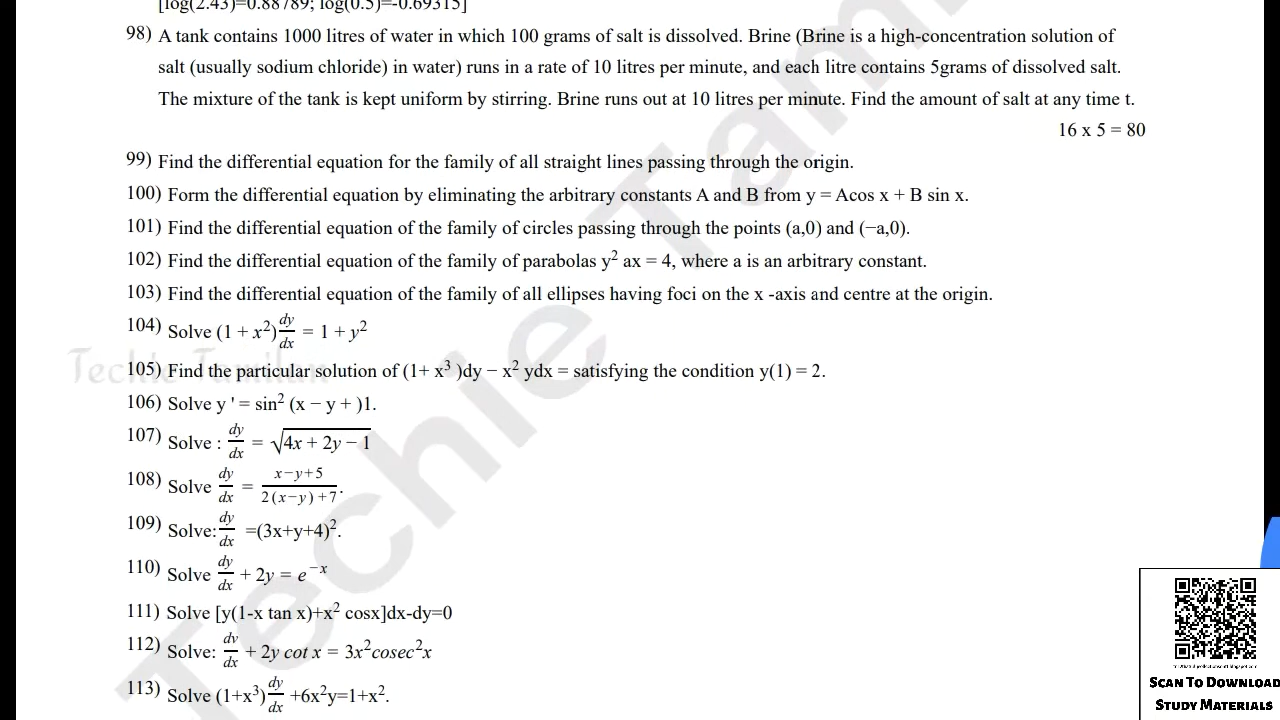 [log(2.43)=0.88789; log(0.5)=-0.69315]
98) A tank contains 1000 litres of water in which 100 grams of salt is dissolved. Brine (Brine is a high-concentration solution of
salt (usually sodium chloride) in water) runs in a rate of 10 litres per minute, and each litre contains 5grams of dissolved salt.
The mixture of the tank is kept uniform by stirring. Brine runs out at 10 litres per minute. Find the amount of salt at any time t.
16 x 5 = 80
99) Find the differential equation for the family of all straight lines passing through the origin.
100) Form the differential equation by eliminating the arbitrary constants A and B from y = Acos x + B sin x.
101) Find the differential equation of the family of circles passing through the points (a,0) and (−a,0).
102) Find the differential equation of the family of parabolas y² ax = 4, where a is an arbitrary constant.
103) Find the differential equation of the family of all ellipses having foci on the x -axis and centre at the origin.
104) Solve (1 + x²) dy/dx = 1 + y²
105) Find the particular solution of (1+ x³ )dy − x² ydx = satisfying the condition y(1) = 2.
106) Solve y ' = sin² (x − y + )1.
107) Solve : dy/dx = √(4x + 2y − 1)
108) Solve dy/dx = (x−y+5)/(2(x−y)+7).
109) Solve: dy/dx =(3x+y+4)².
110) Solve dy/dx + 2y = e⁻ˣ
111) Solve [y(1-x tan x)+x² cosx]dx-dy=0
112) Solve: dv/dx + 2y cot x = 3x²cosec²x
113) Solve (1+x³) dy/dx +6x²y=1+x².
Techie Tamilan
Techie Tami
Scan To Download
Study Materials